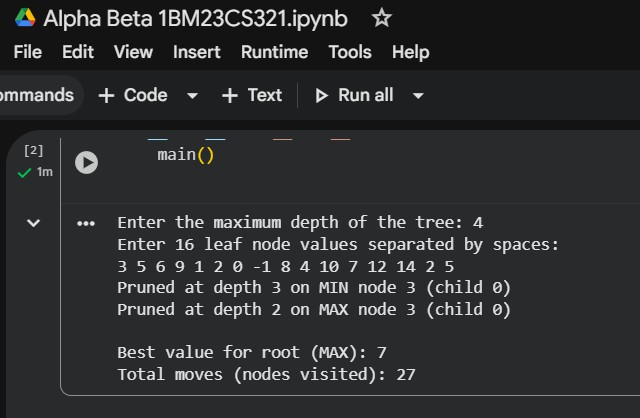 Alpha Beta 1BM23CS321.ipynb
File Edit View Insert Runtime Tools Help
ommands + Code + Text Run all
[2]
1m
main()
Enter the maximum depth of the tree: 4
Enter 16 leaf node values separated by spaces:
3 5 6 9 1 2 0 -1 8 4 10 7 12 14 2 5
Pruned at depth 3 on MIN node 3 (child 0)
Pruned at depth 2 on MAX node 3 (child 0)
Best value for root (MAX): 7
Total moves (nodes visited): 27